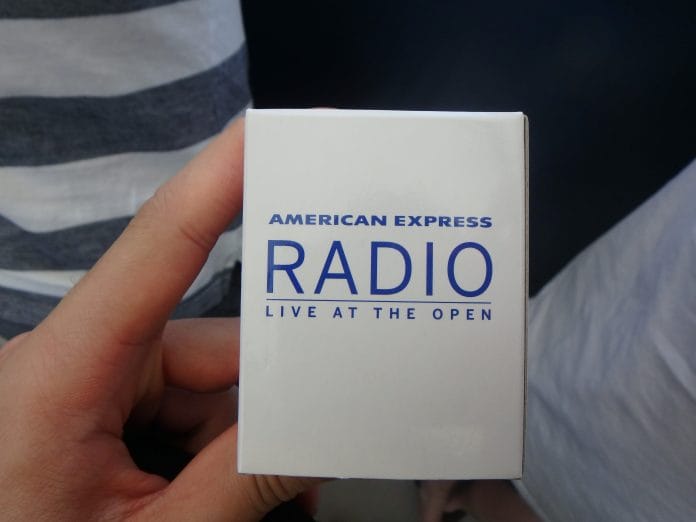 AMERICAN EXPRESS
RADIO
LIVE AT THE OPEN